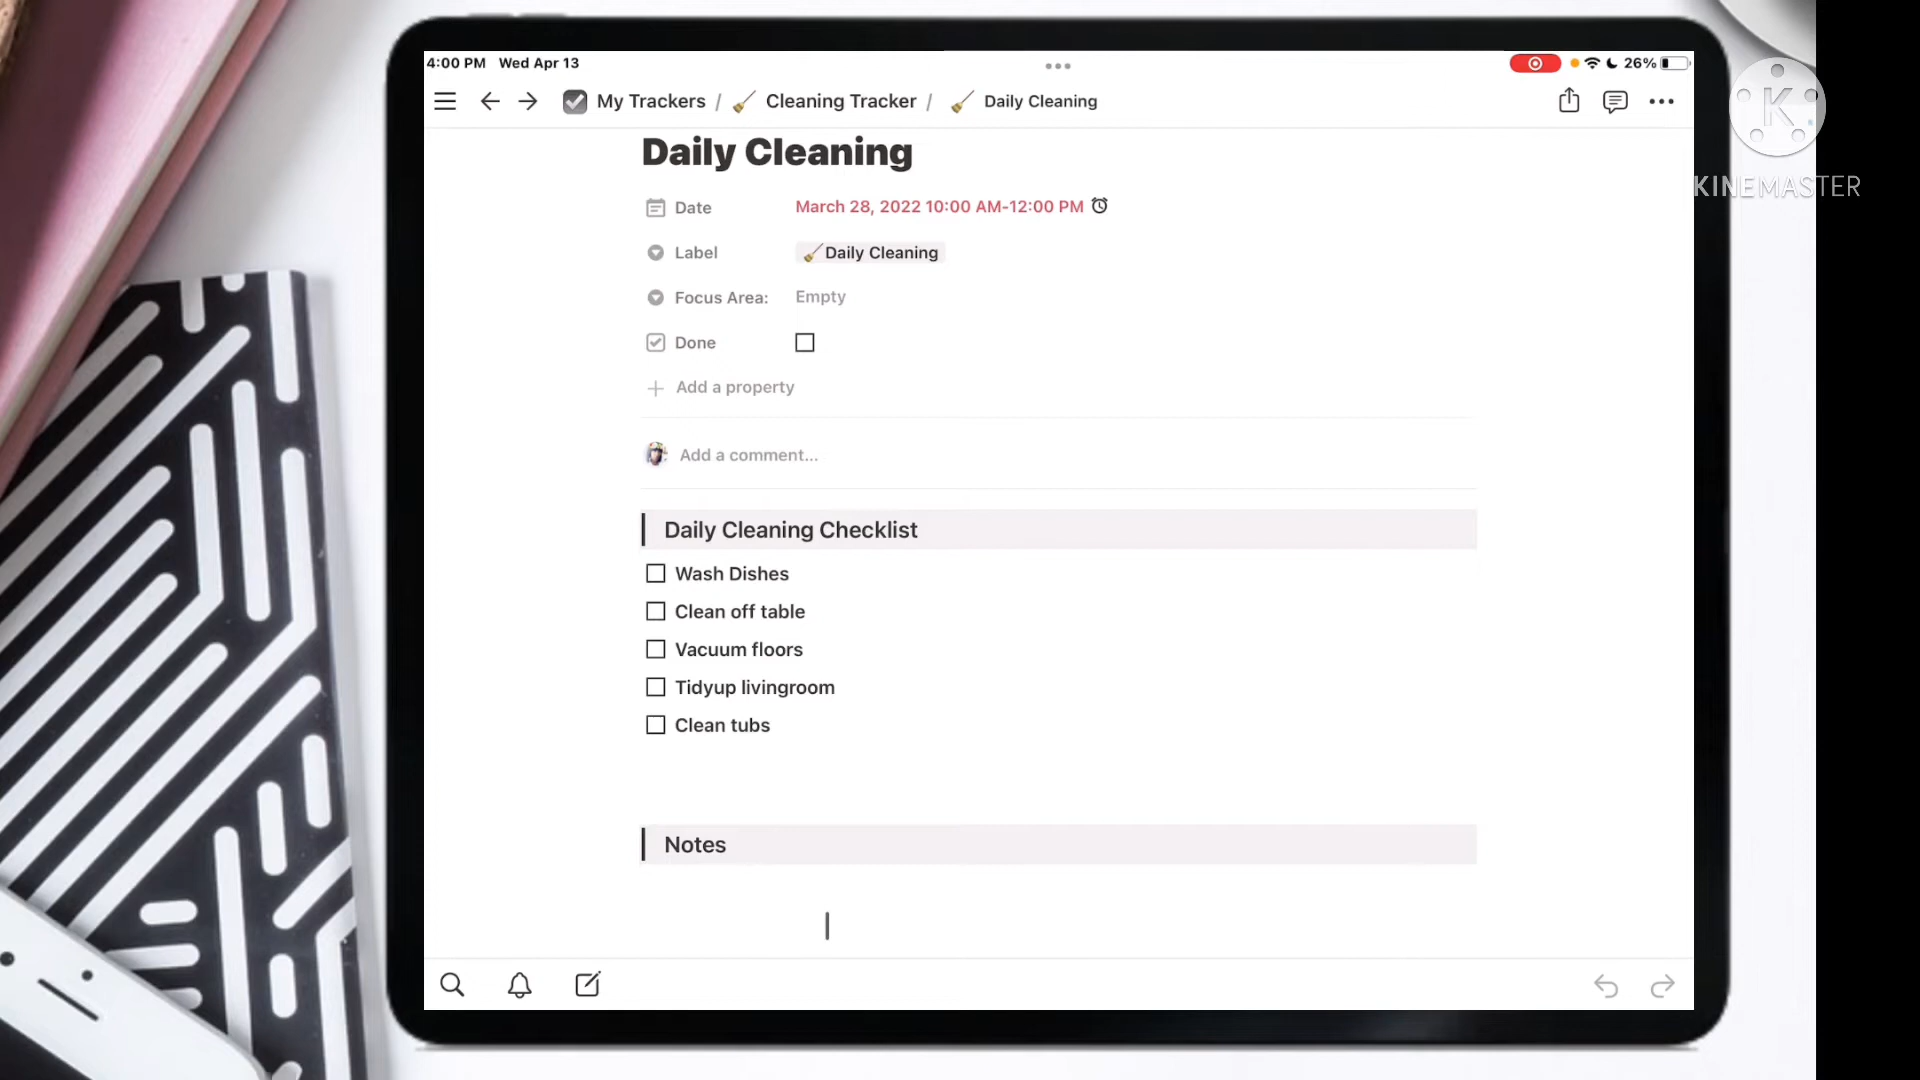 4:00 PM Wed Apr 13
26%
My Trackers / Cleaning Tracker / Daily Cleaning
K
KINEMASTER
Daily Cleaning
Date March 28, 2022 10:00 AM-12:00 PM
Label Daily Cleaning
Focus Area: Empty
Done
Add a property
Add a comment...
Daily Cleaning Checklist
Wash Dishes
Clean off table
Vacuum floors
Tidyup livingroom
Clean tubs
Notes